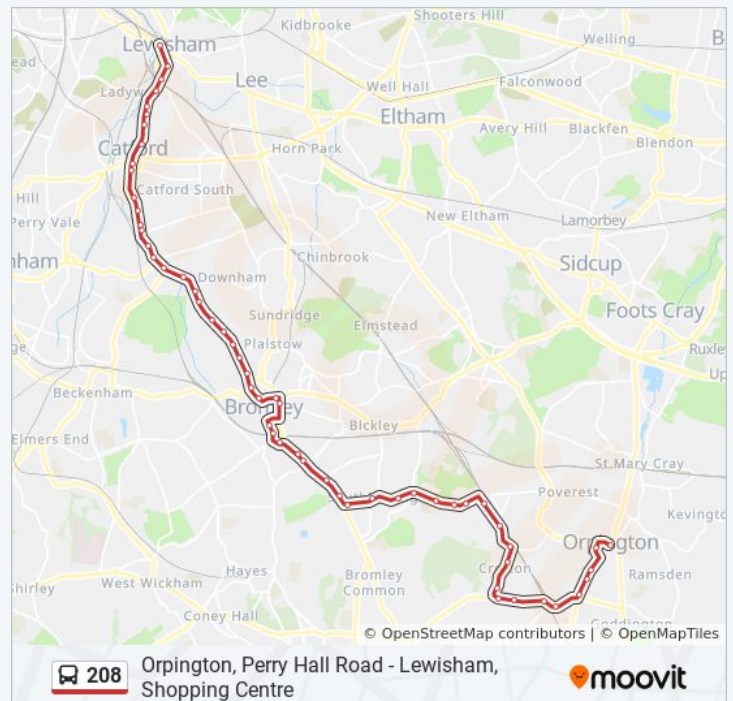 Kidbrooke
Shooters Hill
Welling
Lewisham
Lee
Well Hall
Falconwood
Eltham
Avery Hill
Blackfen
Blendon
Catford
Horn Park
Hill
Catford South
Perry Vale
New Eltham
Lamorbey
Chinbrook
Sidcup
Downham
Foots Cray
Sundridge
Elmstead
Plaistow
Beckenham
Bromley
Bickley
Elmers End
St. Mary Cray
Poverest
Orpington
Ramsden
West Wickham
Hayes
Bromley
Common
Coney Hall
© OpenStreetMap contributors | © OpenMapTiles
208
Orpington, Perry Hall Road - Lewisham,
Shopping Centre
moovit